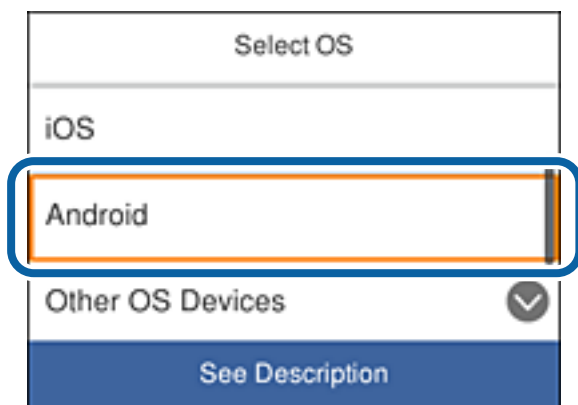 Select OS
iOS
Android
Other OS Devices
See Description